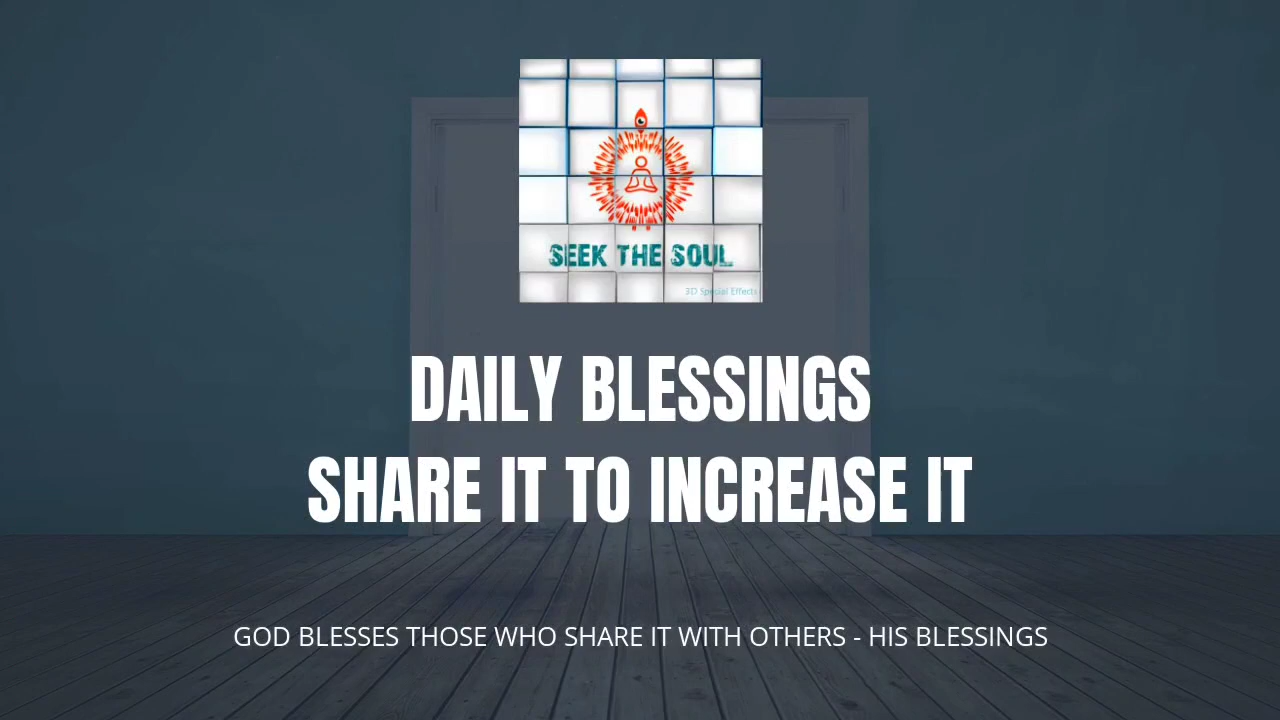 SEEK THE SOUL
3D Special Effects
DAILY BLESSINGS
SHARE IT TO INCREASE IT
GOD BLESSES THOSE WHO SHARE IT WITH OTHERS - HIS BLESSINGS